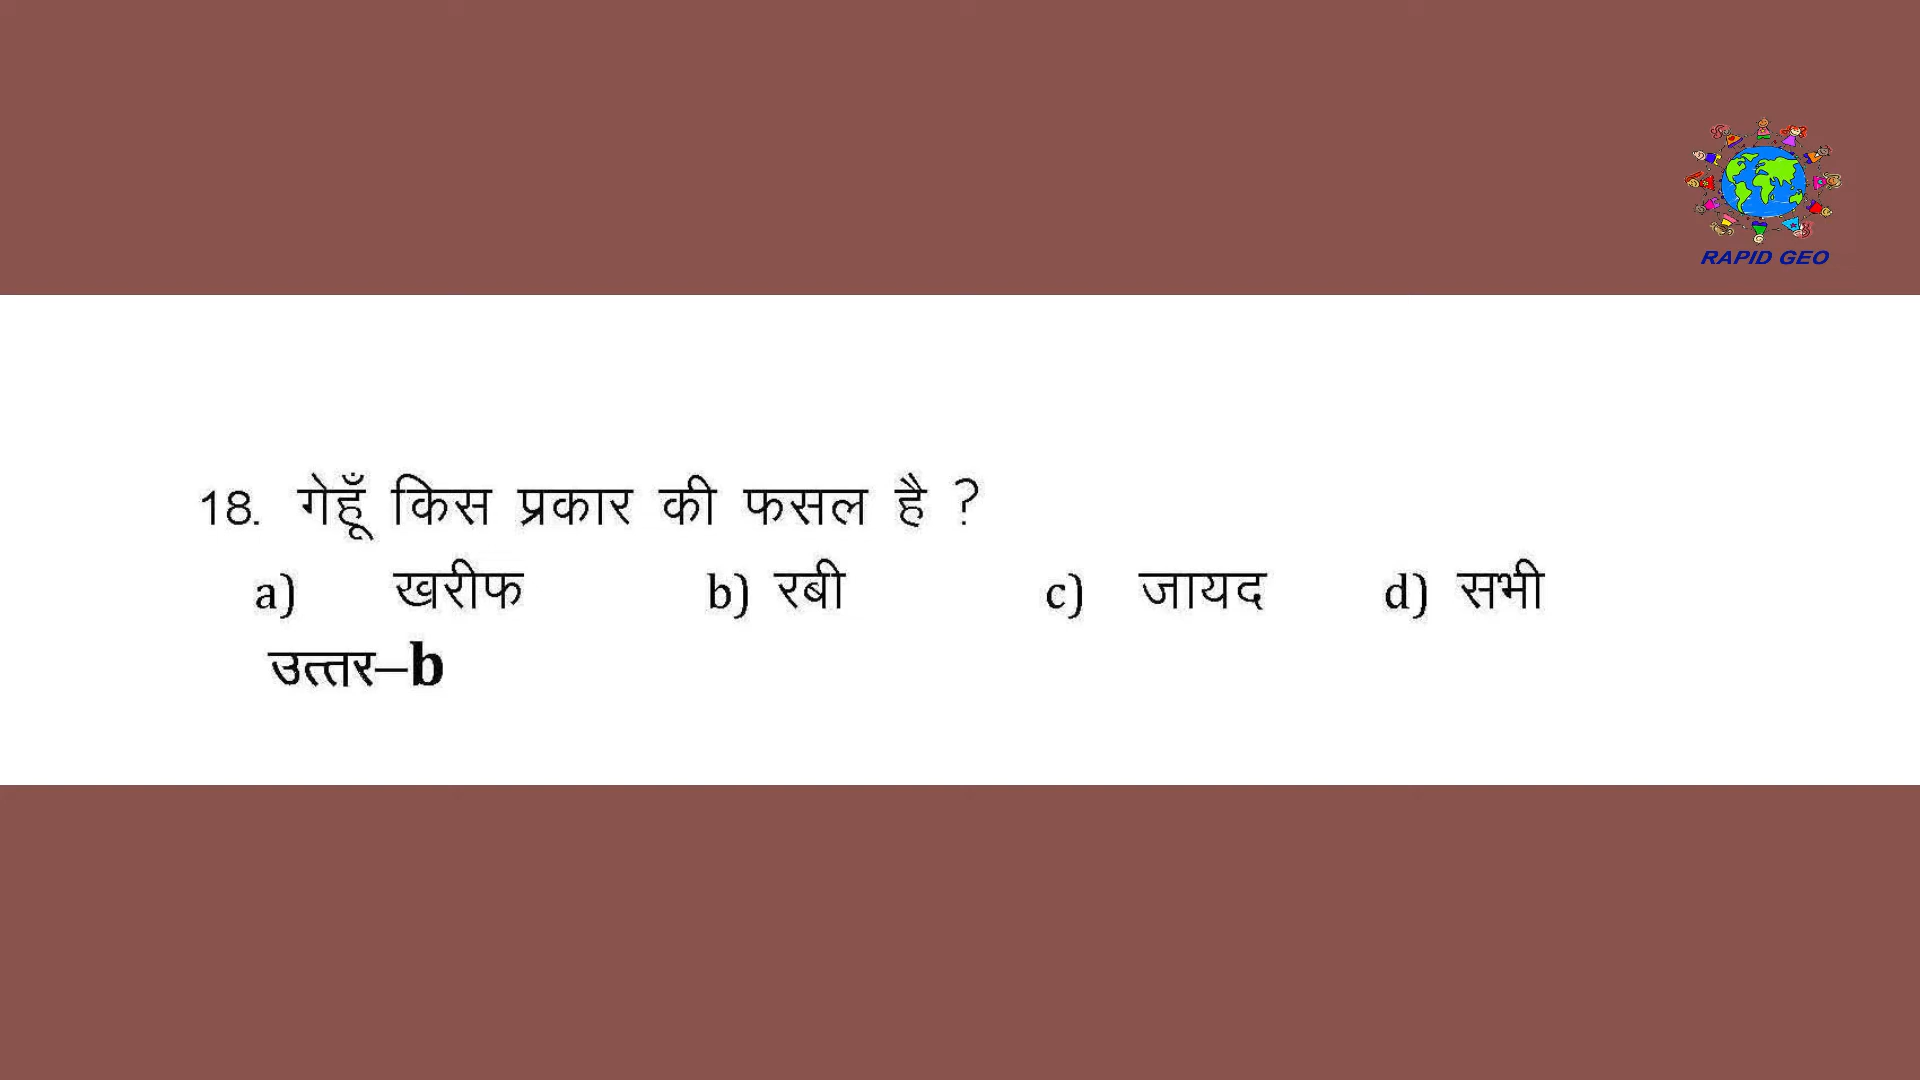 RAPID GEO
18. गेहूँ किस प्रकार की फसल है ?
a) खरीफ b) रबी c) जायद d) सभी
उत्तर–b